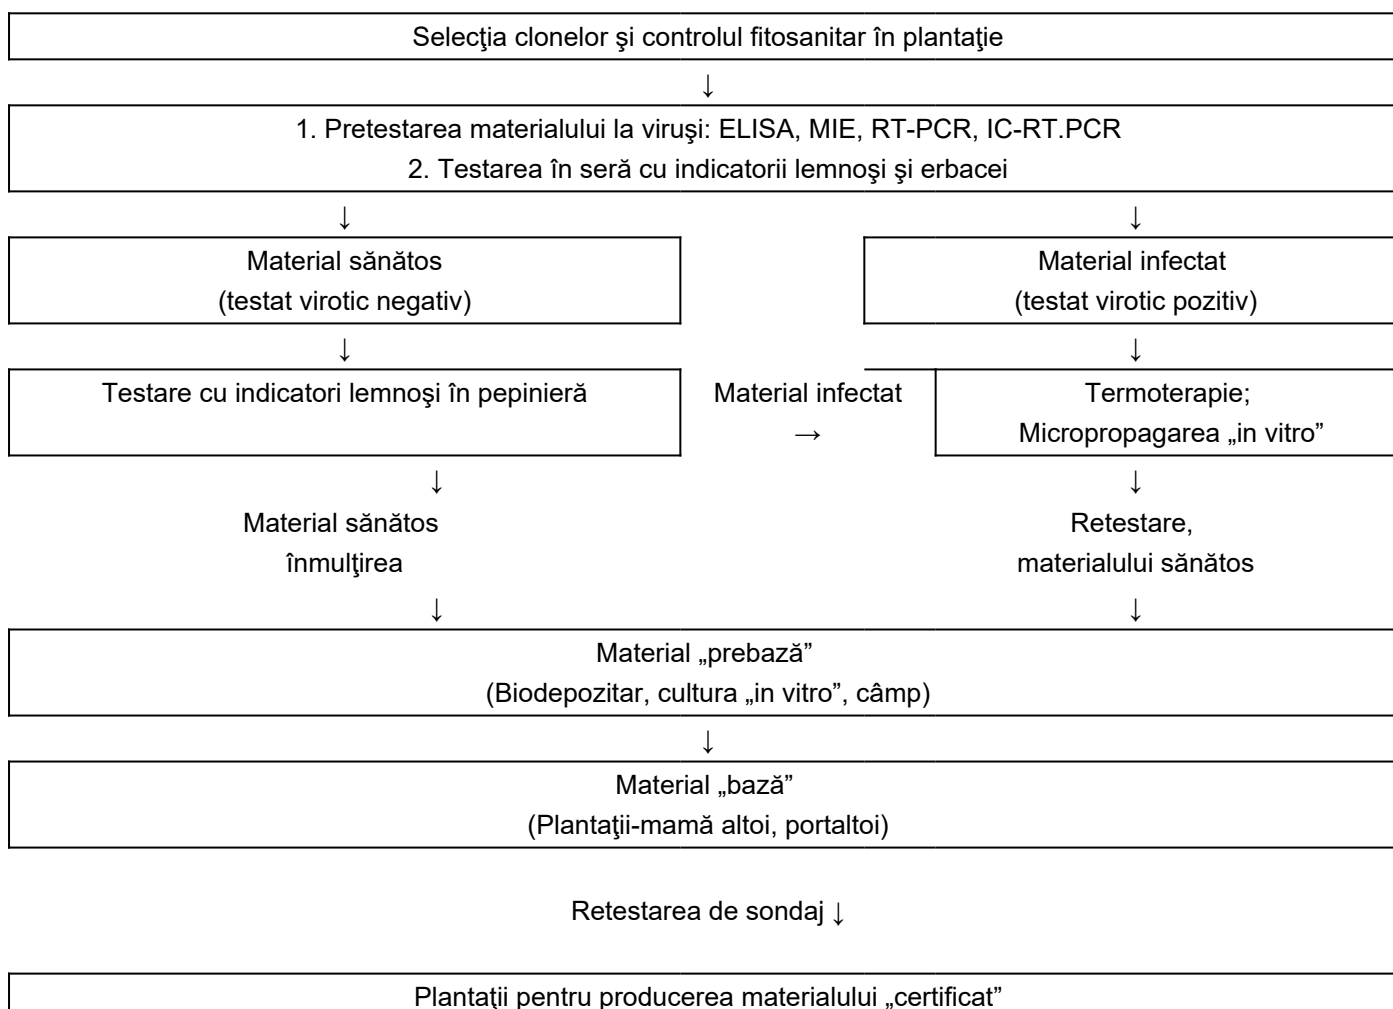 Selecţia clonelor şi controlul fitosanitar în plantaţie
↓
1. Pretestarea materialului la viruşi: ELISA, MIE, RT-PCR, IC-RT.PCR
2. Testarea în seră cu indicatorii lemnoşi şi erbacei
↓ ↓
Material sănătos
(testat virotic negativ)
Material infectat
(testat virotic pozitiv)
↓ ↓
Testare cu indicatori lemnoşi în pepinieră
Material infectat
→
Termoterapie;
Micropropagarea „in vitro”
↓ ↓
Material sănătos
înmulţirea
Retestare,
materialului sănătos
↓ ↓
Material „prebază”
(Biodepozitar, cultura „in vitro”, câmp)
↓
Material „bază”
(Plantaţii-mamă altoi, portaltoi)
Retestarea de sondaj ↓
Plantaţii pentru producerea materialului „certificat”